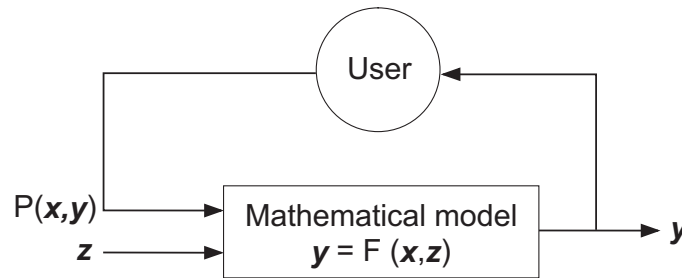 User
P(x,y)
z
Mathematical model
y = F (x,z)
y